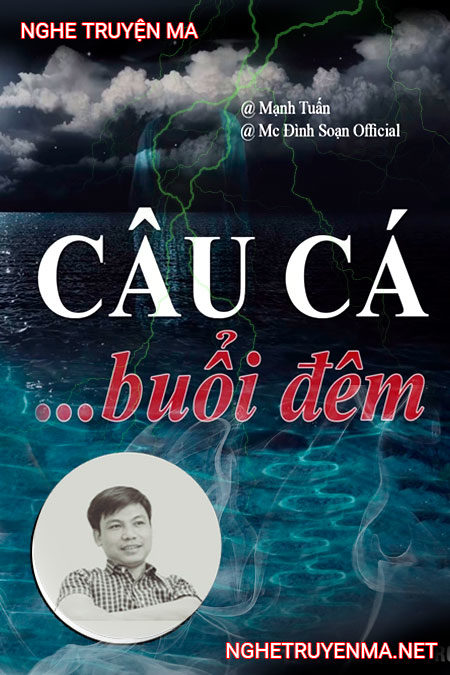 NGHE TRUYỆN MA
@ Mạnh Tuấn
@ Mc Đình Soạn Official
CÂU CÁ
...buổi đêm
NGHETRUYENMA.NET